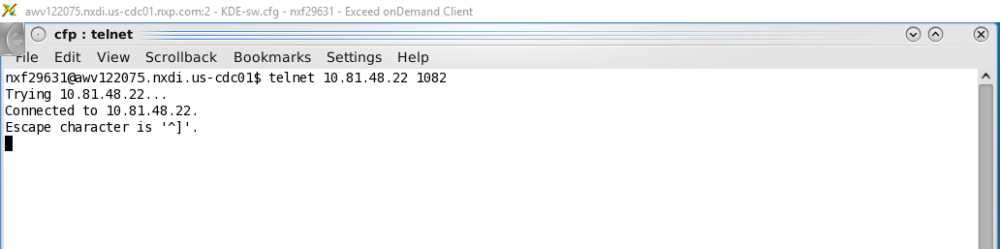 awv122075.nxdi.us-cdc01.nxp.com:2 - KDE-sw.cfg - nxf29631 - Exceed onDemand Client
cfp : telnet
File Edit View Scrollback Bookmarks Settings Help
nxf29631@awv122075.nxdi.us-cdc01$ telnet 10.81.48.22 1082
Trying 10.81.48.22...
Connected to 10.81.48.22.
Escape character is '^]'.